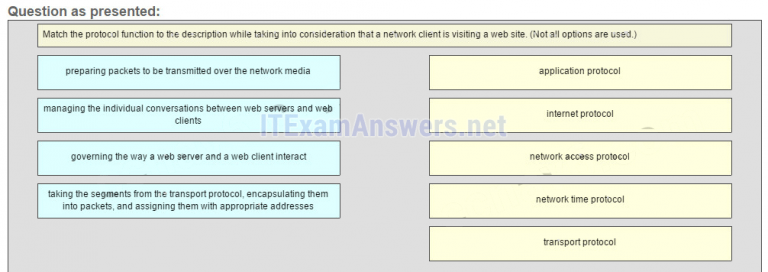 Question as presented:
Match the protocol function to the description while taking into consideration that a network client is visiting a web site. (Not all options are used.)
preparing packets to be transmitted over the network media
application protocol
managing the individual conversations between web servers and web
clients
internet protocol
governing the way a web server and a web client interact
network access protocol
taking the segments from the transport protocol, encapsulating them
into packets, and assigning them with appropriate addresses
network time protocol
transport protocol
ITExamAnswers.net